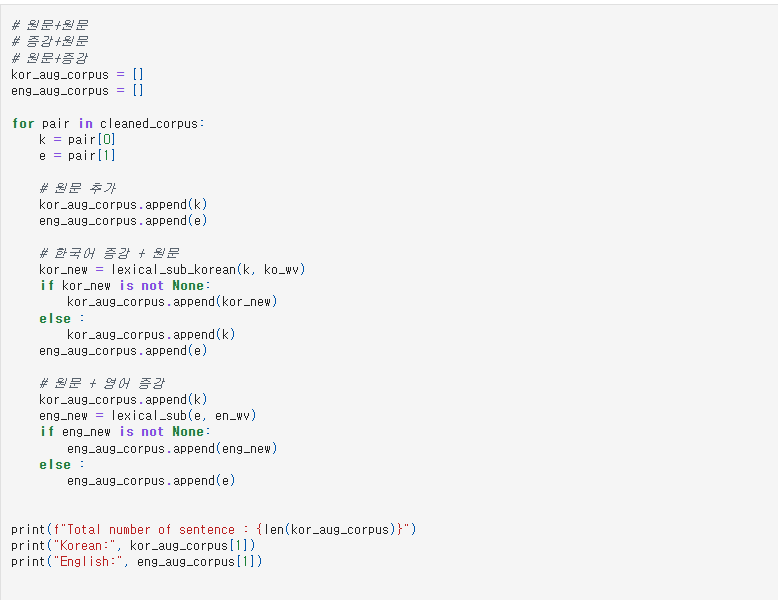 # 원문+원문
# 증강+원문
# 원문+증강
kor_aug_corpus = []
eng_aug_corpus = []

for pair in cleaned_corpus:
    k = pair[0]
    e = pair[1]

    # 원문 추가
    kor_aug_corpus.append(k)
    eng_aug_corpus.append(e)

    # 한국어 증강 + 원문
    kor_new = lexical_sub_korean(k, ko_wv)
    if kor_new is not None:
        kor_aug_corpus.append(kor_new)
    else :
        kor_aug_corpus.append(k)
    eng_aug_corpus.append(e)

    # 원문 + 영어 증강
    kor_aug_corpus.append(k)
    eng_new = lexical_sub(e, en_wv)
    if eng_new is not None:
        eng_aug_corpus.append(eng_new)
    else :
        eng_aug_corpus.append(e)

print(f"Total number of sentence : {len(kor_aug_corpus)}")
print("Korean:", kor_aug_corpus[1])
print("English:", eng_aug_corpus[1])